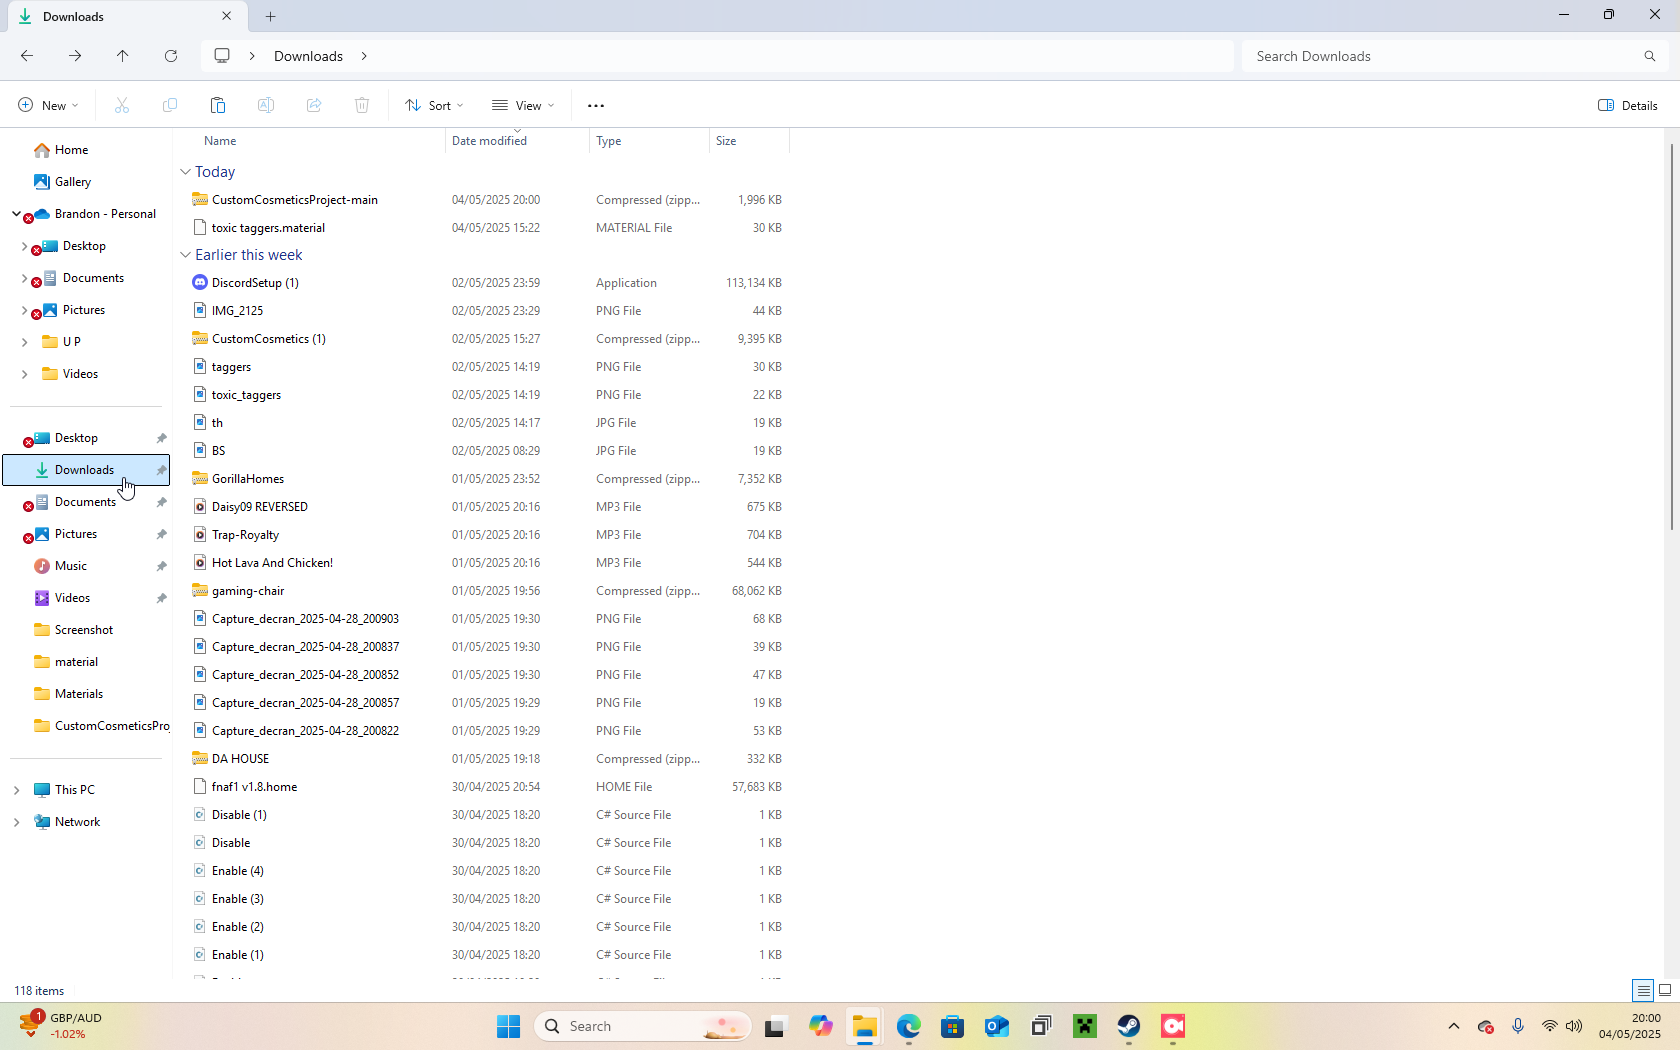 Downloads
Downloads
Search Downloads
New
Sort
View
Details
Home
Gallery
Brandon - Personal
Desktop
Documents
Pictures
U P
Videos
Desktop
Downloads
Documents
Pictures
Music
Videos
Screenshot
material
Materials
CustomCosmeticsPro
This PC
Network
Name Date modified Type Size
Today
CustomCosmeticsProject-main 04/05/2025 20:00 Compressed (zipp... 1,996 KB
toxic taggers.material 04/05/2025 15:22 MATERIAL File 30 KB
Earlier this week
DiscordSetup (1) 02/05/2025 23:59 Application 113,134 KB
IMG_2125 02/05/2025 23:29 PNG File 44 KB
CustomCosmetics (1) 02/05/2025 15:27 Compressed (zipp... 9,395 KB
taggers 02/05/2025 14:19 PNG File 30 KB
toxic_taggers 02/05/2025 14:19 PNG File 22 KB
th 02/05/2025 14:17 JPG File 19 KB
BS 02/05/2025 08:29 JPG File 19 KB
GorillaHomes 01/05/2025 23:52 Compressed (zipp... 7,352 KB
Daisy09 REVERSED 01/05/2025 20:16 MP3 File 675 KB
Trap-Royalty 01/05/2025 20:16 MP3 File 704 KB
Hot Lava And Chicken! 01/05/2025 20:16 MP3 File 544 KB
gaming-chair 01/05/2025 19:56 Compressed (zipp... 68,062 KB
Capture_decran_2025-04-28_200903 01/05/2025 19:30 PNG File 68 KB
Capture_decran_2025-04-28_200837 01/05/2025 19:30 PNG File 39 KB
Capture_decran_2025-04-28_200852 01/05/2025 19:30 PNG File 47 KB
Capture_decran_2025-04-28_200857 01/05/2025 19:29 PNG File 19 KB
Capture_decran_2025-04-28_200822 01/05/2025 19:29 PNG File 53 KB
DA HOUSE 01/05/2025 19:18 Compressed (zipp... 332 KB
fnaf1 v1.8.home 30/04/2025 20:54 HOME File 57,683 KB
Disable (1) 30/04/2025 18:20 C# Source File 1 KB
Disable 30/04/2025 18:20 C# Source File 1 KB
Enable (4) 30/04/2025 18:20 C# Source File 1 KB
Enable (3) 30/04/2025 18:20 C# Source File 1 KB
Enable (2) 30/04/2025 18:20 C# Source File 1 KB
Enable (1) 30/04/2025 18:20 C# Source File 1 KB
118 items
1
GBP/AUD
-1.02%
Search
20:00
04/05/2025